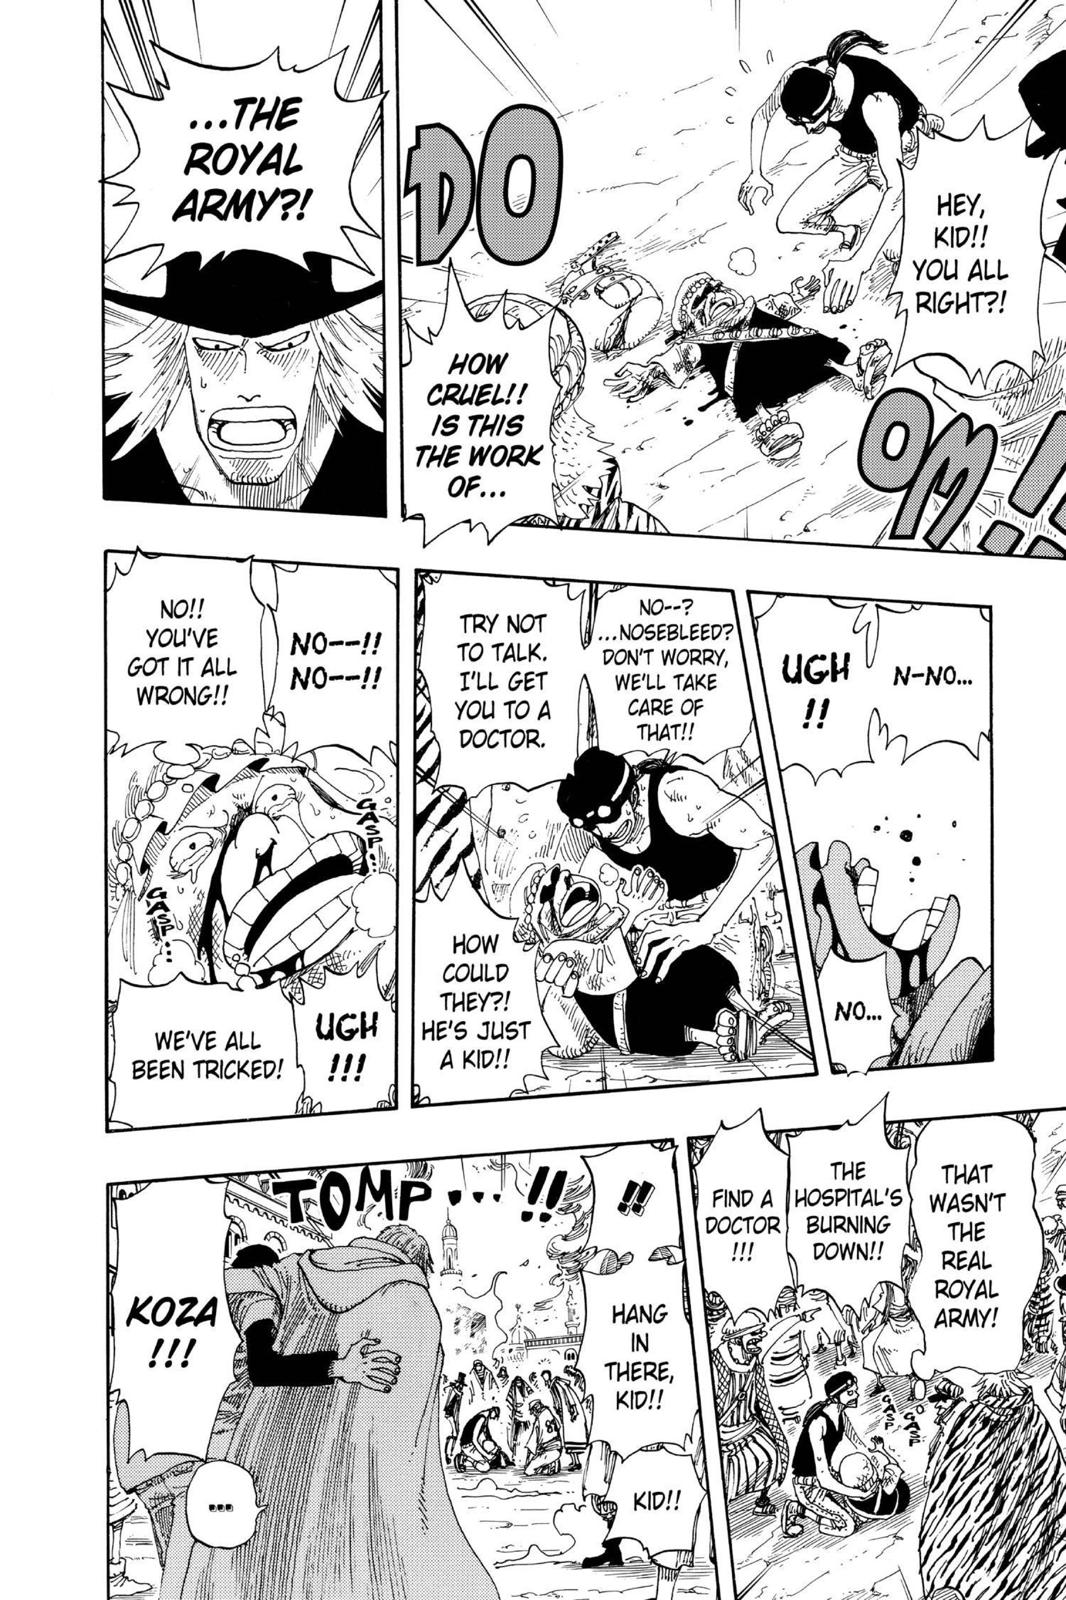 HEY,
KID!!
YOU ALL
RIGHT?!
DO
OM...!!
HOW
CRUEL!!
IS THIS
THE WORK
OF...
...THE
ROYAL
ARMY?!
N-NO...
UGH
!!
NO...
NO--?
...NOSEBLEED?
DON'T WORRY,
WE'LL TAKE
CARE OF
THAT!!
TRY NOT
TO TALK.
I'LL GET
YOU TO A
DOCTOR.
HOW
COULD
THEY?!
HE'S JUST
A KID!!
NO--!!
NO--!!
NO!!
YOU'VE
GOT IT ALL
WRONG!!
GASP...
GASP...
UGH
!!!
WE'VE ALL
BEEN TRICKED!
THAT
WASN'T
THE
REAL
ROYAL
ARMY!
THE
HOSPITAL'S
BURNING
DOWN!!
FIND A
DOCTOR
!!!
GASP
GASP
!!
HANG
IN
THERE,
KID!!
KID!!
TOMP...!!
KOZA
!!!
...